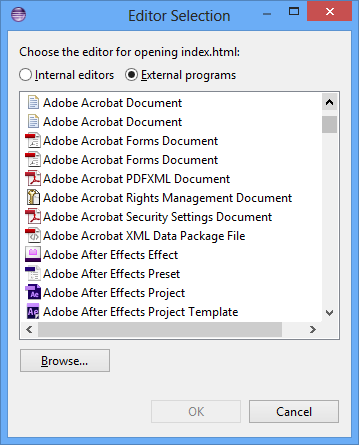 Editor Selection
Choose the editor for opening index.html:
Internal editors External programs
Adobe Acrobat Document
Adobe Acrobat Document
Adobe Acrobat Forms Document
Adobe Acrobat Forms Document
Adobe Acrobat PDFXML Document
Adobe Acrobat Rights Management Document
Adobe Acrobat Security Settings Document
Adobe Acrobat XML Data Package File
Adobe After Effects Effect
Adobe After Effects Preset
Adobe After Effects Project
Adobe After Effects Project Template
Browse...
OK Cancel